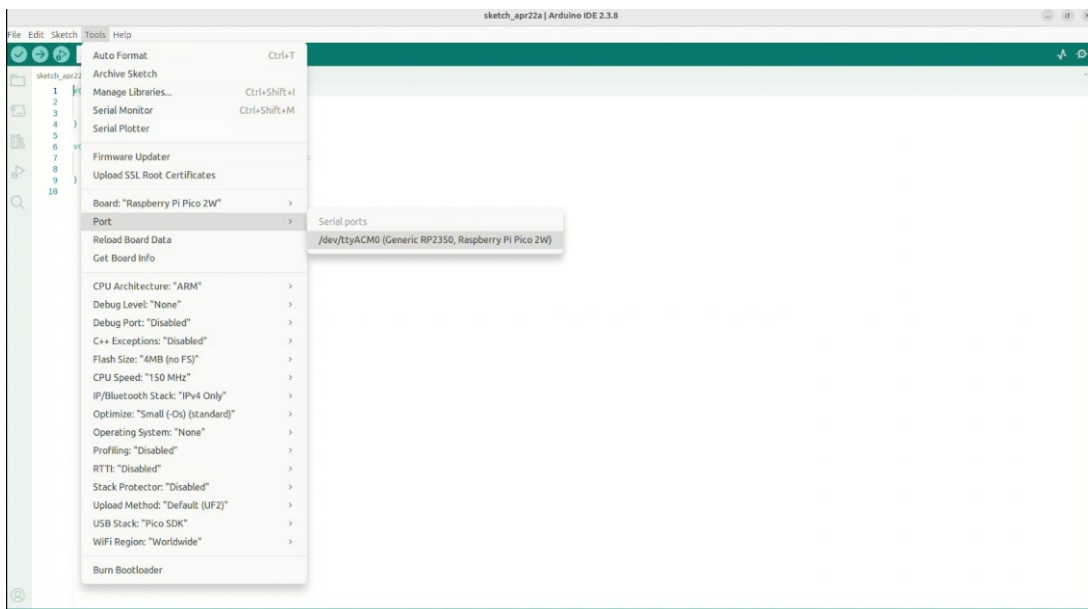 sketch_apr22a | Arduino IDE 2.3.8
File Edit Sketch Tools Help
sketch_apr22
Auto Format Ctrl+T
Archive Sketch
Manage Libraries... Ctrl+Shift+I
Serial Monitor Ctrl+Shift+M
Serial Plotter
Firmware Updater
Upload SSL Root Certificates
Board: "Raspberry Pi Pico 2W"
Port
Serial ports
/dev/ttyACM0 (Generic RP2350, Raspberry Pi Pico 2W)
Reload Board Data
Get Board Info
CPU Architecture: "ARM"
Debug Level: "None"
Debug Port: "Disabled"
C++ Exceptions: "Disabled"
Flash Size: "4MB (no FS)"
CPU Speed: "150 MHz"
IP/Bluetooth Stack: "IPv4 Only"
Optimize: "Small (-Os) (standard)"
Operating System: "None"
Profiling: "Disabled"
RTTI: "Disabled"
Stack Protector: "Disabled"
Upload Method: "Default (UF2)"
USB Stack: "Pico SDK"
WiFi Region: "Worldwide"
Burn Bootloader
1 vo
2
3
4 }
5
6 vo
7
8
9 }
10